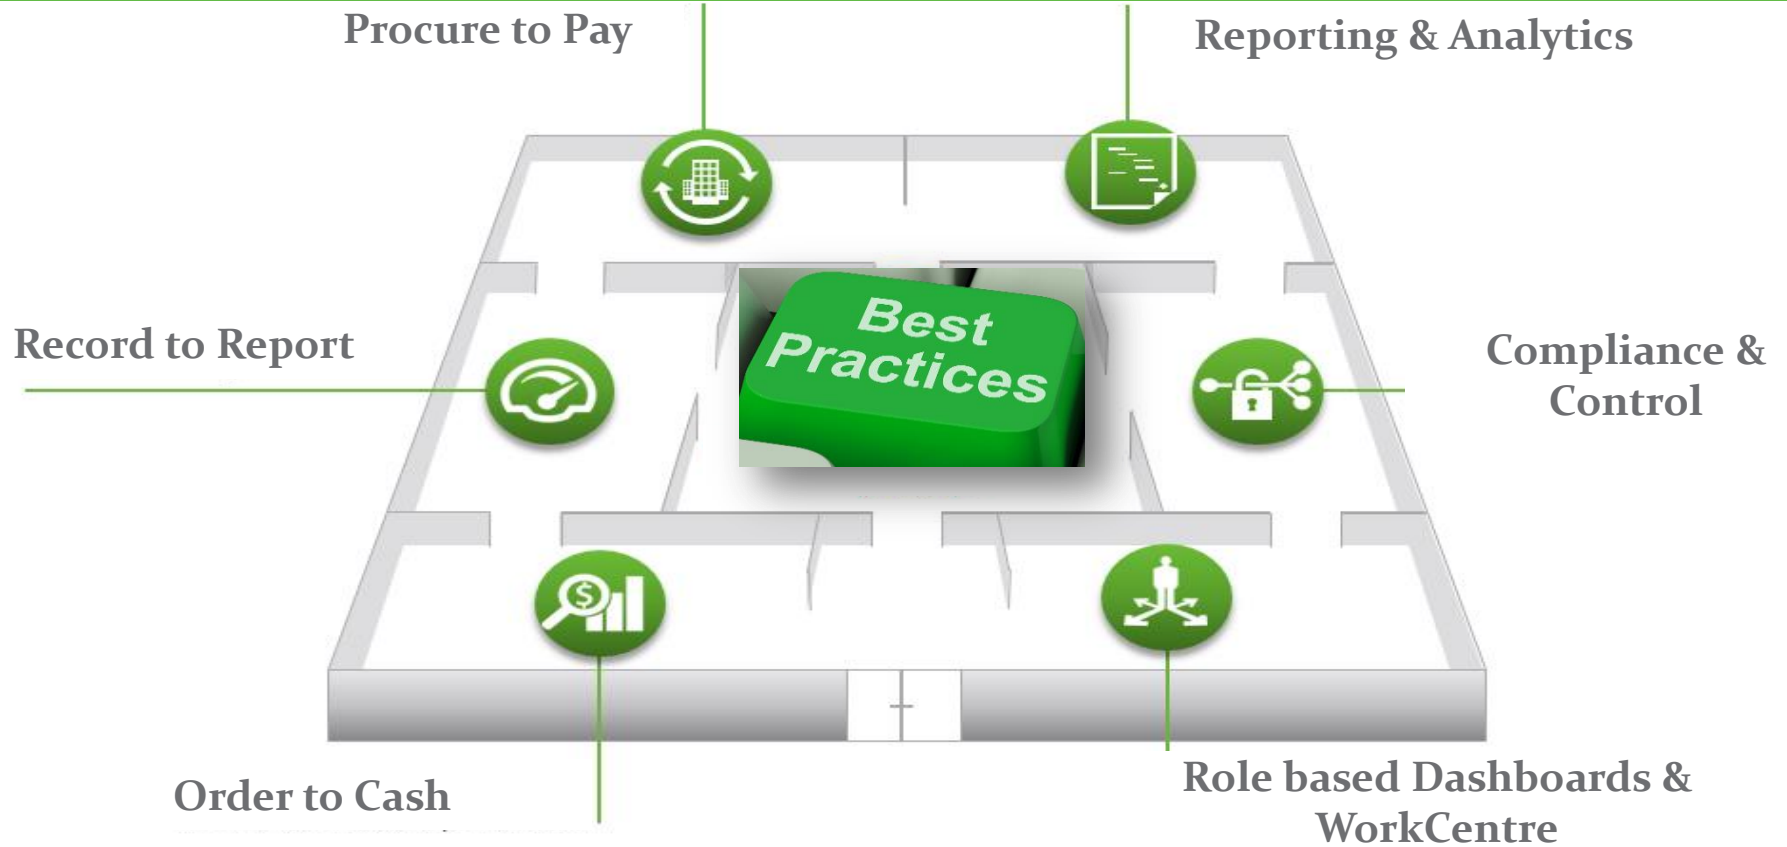 Procure to Pay
Reporting & Analytics
Best
Practices
Record to Report
Compliance &
Control
$
Order to Cash
Role based Dashboards &
WorkCentre